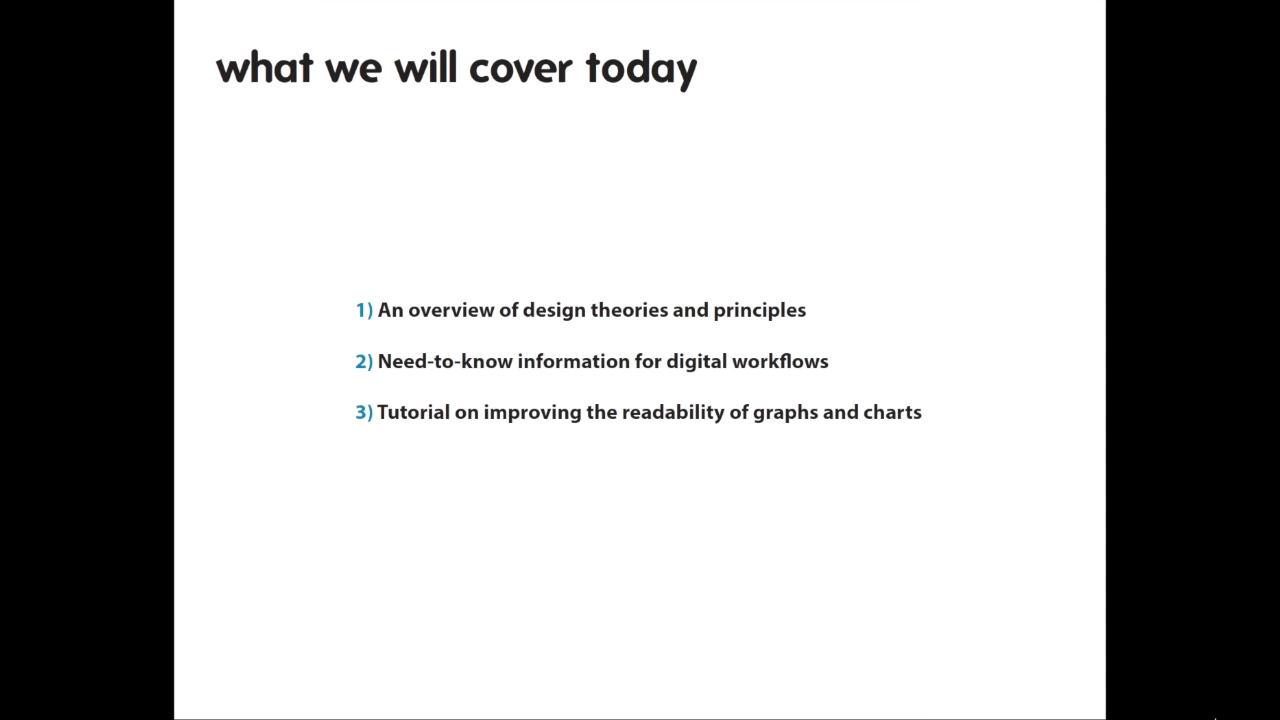 what we will cover today
1) An overview of design theories and principles
2) Need-to-know information for digital workflows
3) Tutorial on improving the readability of graphs and charts